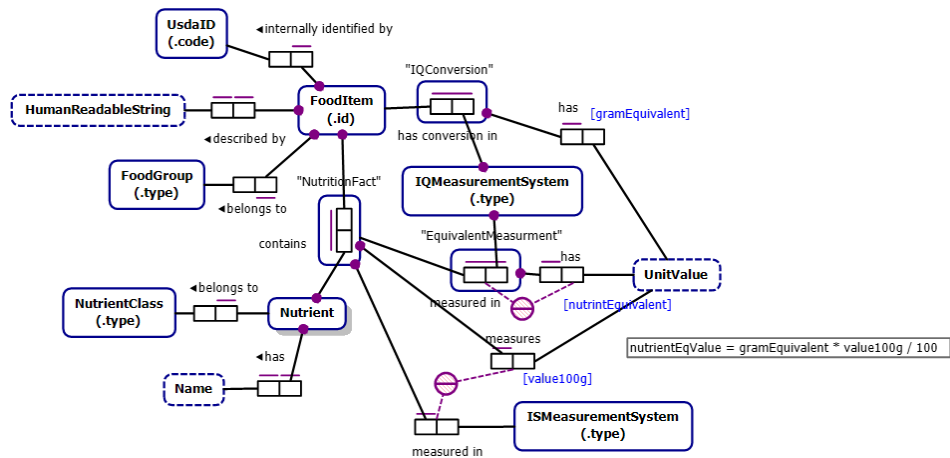 UsdaID
(.code)
◄internally identified by
"IQConversion"
HumanReadableString
FoodItem
(.id)
has
[gramEquivalent]
has conversion in
◄described by
FoodGroup
(.type)
"NutritionFact"
IQMeasurementSystem
(.type)
◄belongs to
contains
"EquivalentMeasurment"
has
UnitValue
◄belongs to
measured in
[nutrintEquivalent]
NutrientClass
(.type)
Nutrient
measures
nutrientEqValue = gramEquivalent * value100g / 100
◄has
[value100g]
Name
ISMeasurementSystem
(.type)
measured in